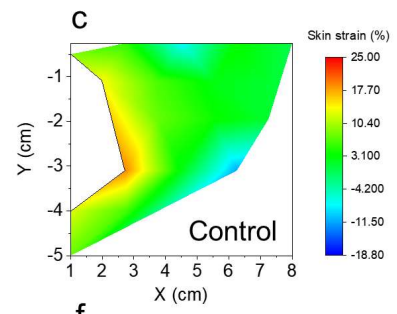 c
Skin strain (%)
25.00
17.70
10.40
3.100
-4.200
-11.50
-18.80
-1
-2
-3
-4
-5
Y (cm)
Control
1 2 3 4 5 6 7 8
X (cm)
f